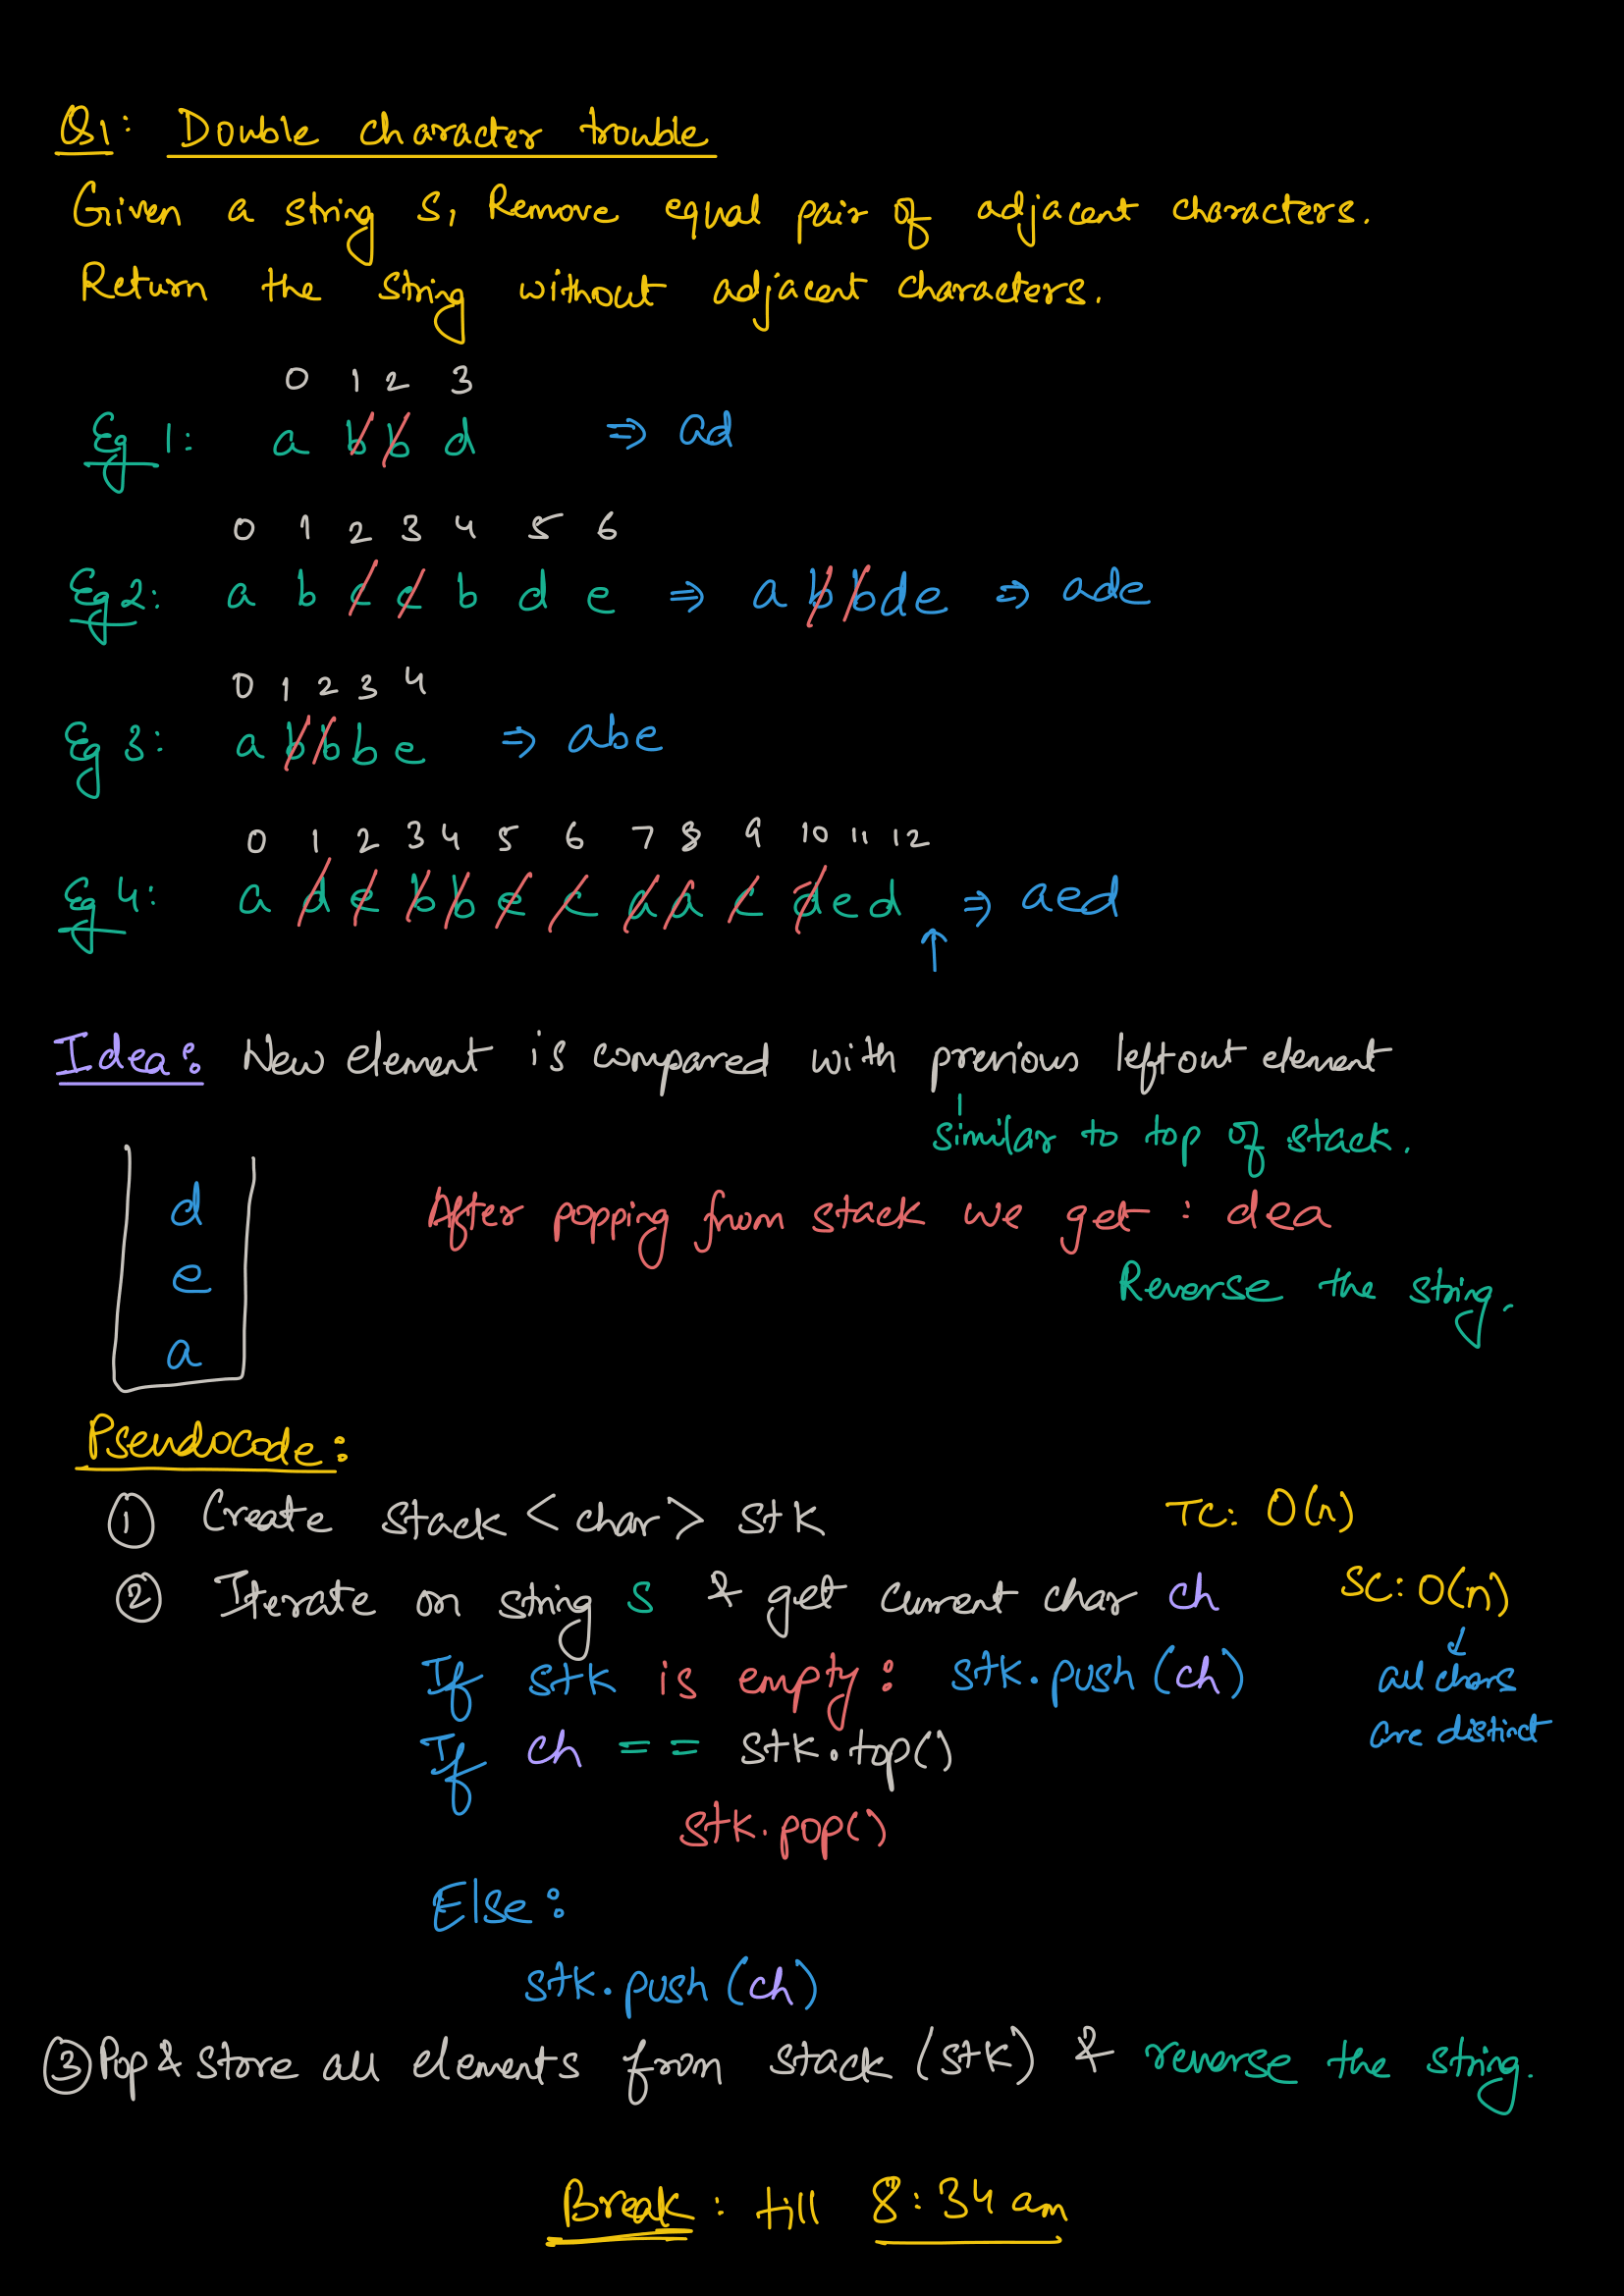 Q1: Double character trouble
Given a string S, Remove equal pair of adjacent characters.
Return the string without adjacent characters.
0 1 2 3
Eg 1: a b b d ⇒ ad
0 1 2 3 4 5 6
Eg 2: a b c c b d e ⇒ a b b d e ⇒ ade
0 1 2 3 4
Eg 3: a b b b e ⇒ abe
0 1 2 3 4 5 6 7 8 9 10 11 12
Eg 4: a d e b b e c a a c d e d ⇒ aed
↑
Idea: New element is compared with previous leftout element
similar to top of stack.
d
After popping from stack we get : dea
e
Reverse the string.
a
Pseudocode:
① Create stack <char> stk TC: O(n)
② Iterate on string s & get current char ch SC: O(n)
If stk is empty: stk.push(ch) all chars
If ch == stk.top() are distinct
stk.pop()
Else:
stk.push(ch)
③ Pop & store all elements from stack (stk) & reverse the string.
Break : till 8:34 am